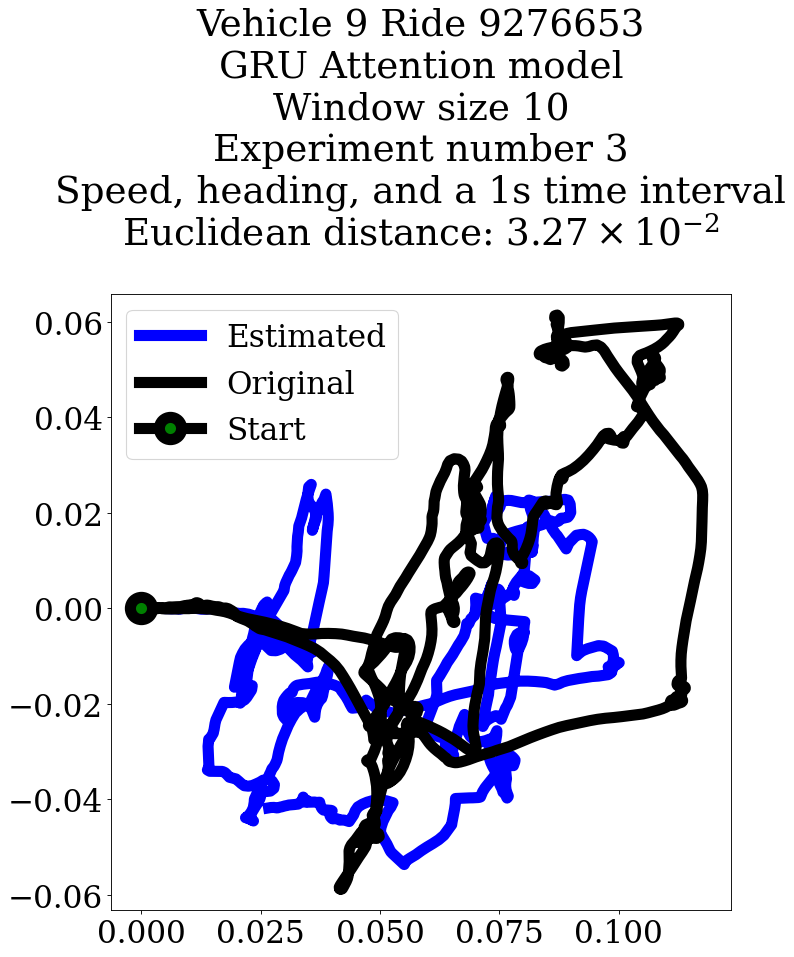 Vehicle 9 Ride 9276653
GRU Attention model
Window size 10
Experiment number 3
Speed, heading, and a 1s time interval
Euclidean distance: 3.27 × 10⁻²
Estimated
Original
Start
0.06
0.04
0.02
0.00
−0.02
−0.04
−0.06
0.000 0.025 0.050 0.075 0.100